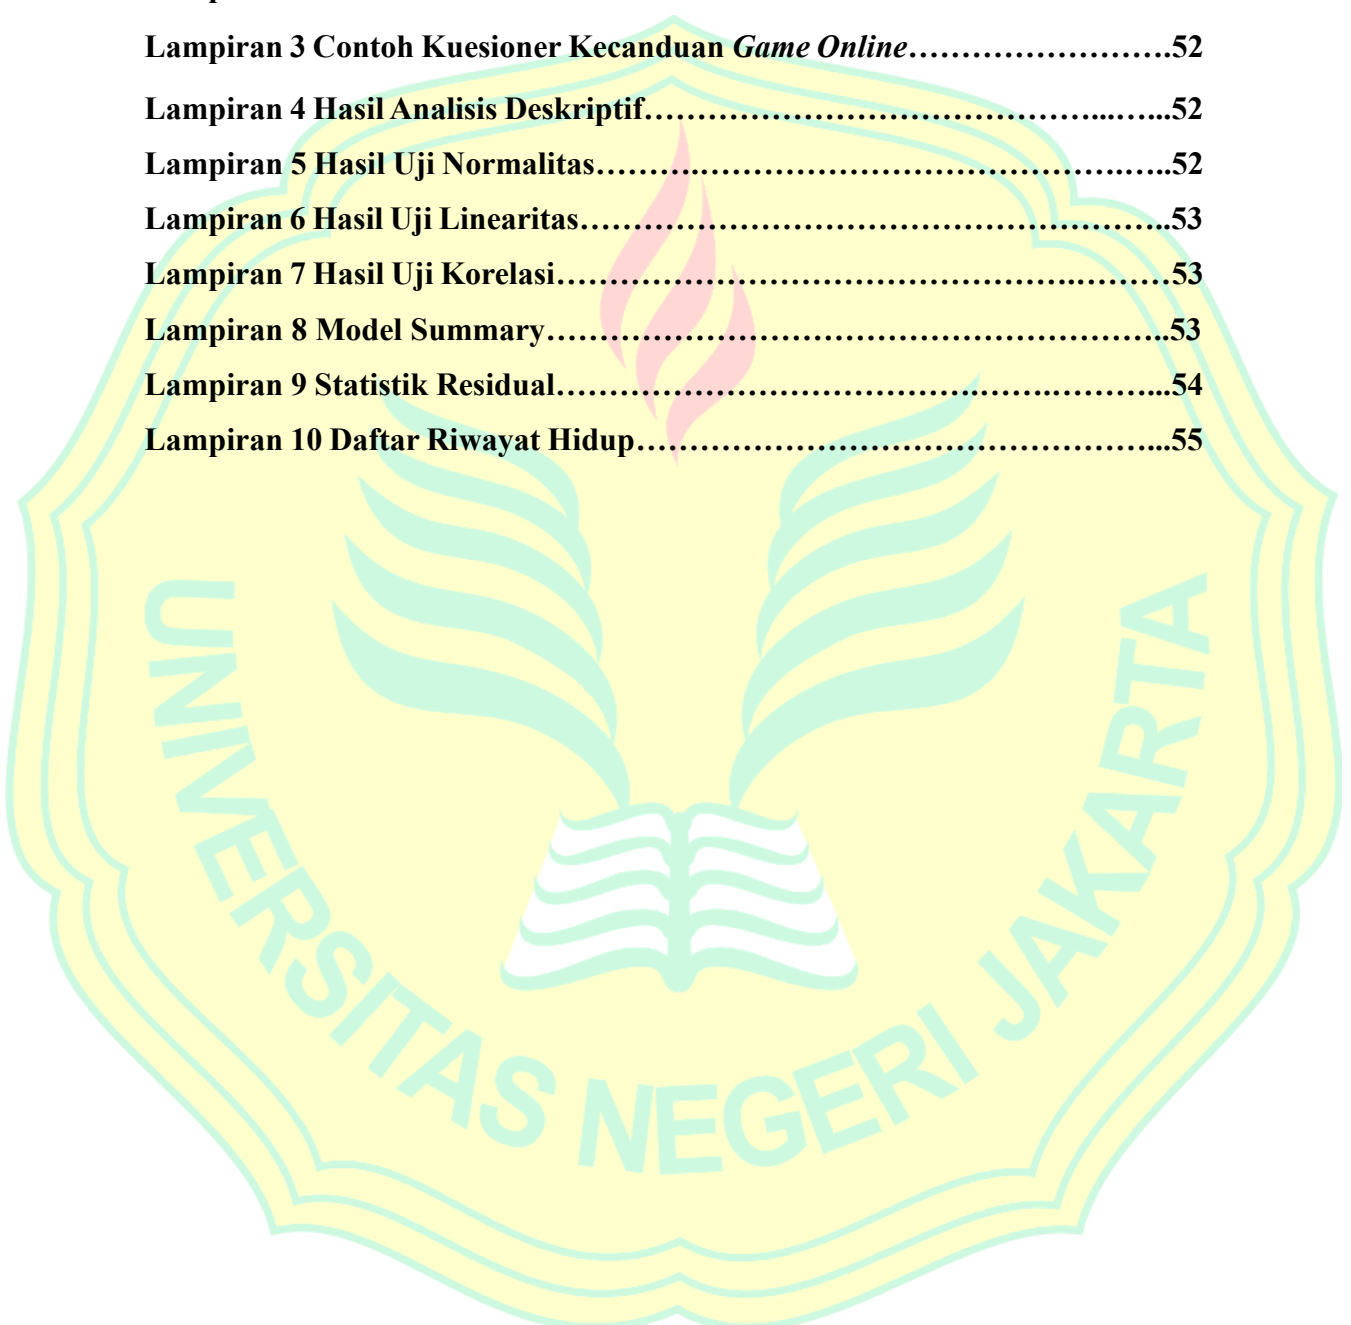 Lampiran 3 Contoh Kuesioner Kecanduan Game Online…………………….52
Lampiran 4 Hasil Analisis Deskriptif…………………………………...…...52
Lampiran 5 Hasil Uji Normalitas……….………………………………….…..52
Lampiran 6 Hasil Uji Linearitas………………………………………………..53
Lampiran 7 Hasil Uji Korelasi………………………………………….………53
Lampiran 8 Model Summary…………………………………………………..53
Lampiran 9 Statistik Residual………………………………….…….………...54
Lampiran 10 Daftar Riwayat Hidup…………………………………………...55
UNIVERSITAS NEGERI JAKARTA